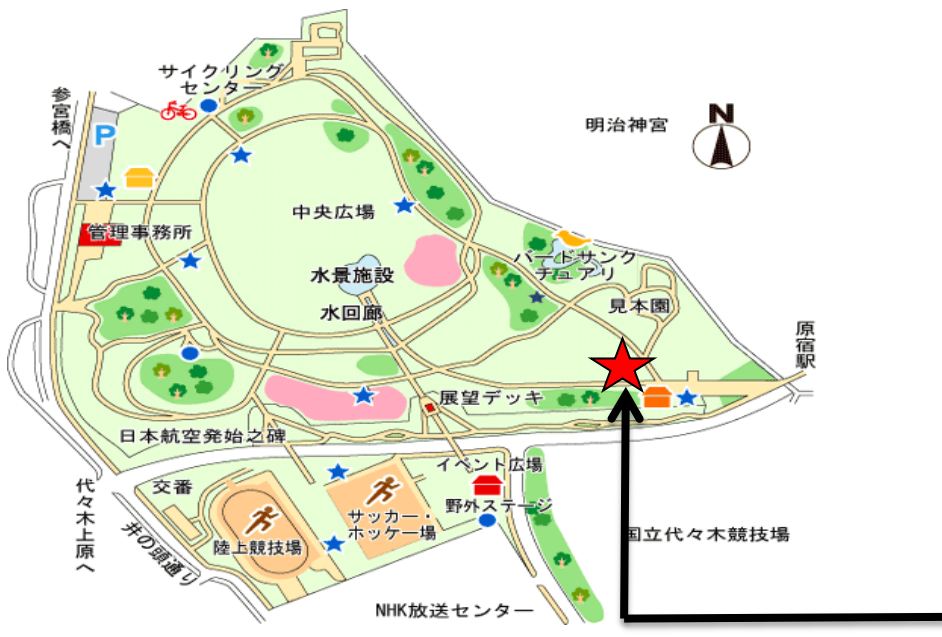 サイクリング
センター
参宮橋へ
P
明治神宮
N
中央広場
管理事務所
バードサンク
チュアリ
水景施設
水回廊
見本園
原宿駅
展望デッキ
日本航空発始之碑
イベント広場
野外ステージ
代々木上原へ
交番
井の頭通り
陸上競技場
サッカー・
ホッケー場
国立代々木競技場
NHK放送センター